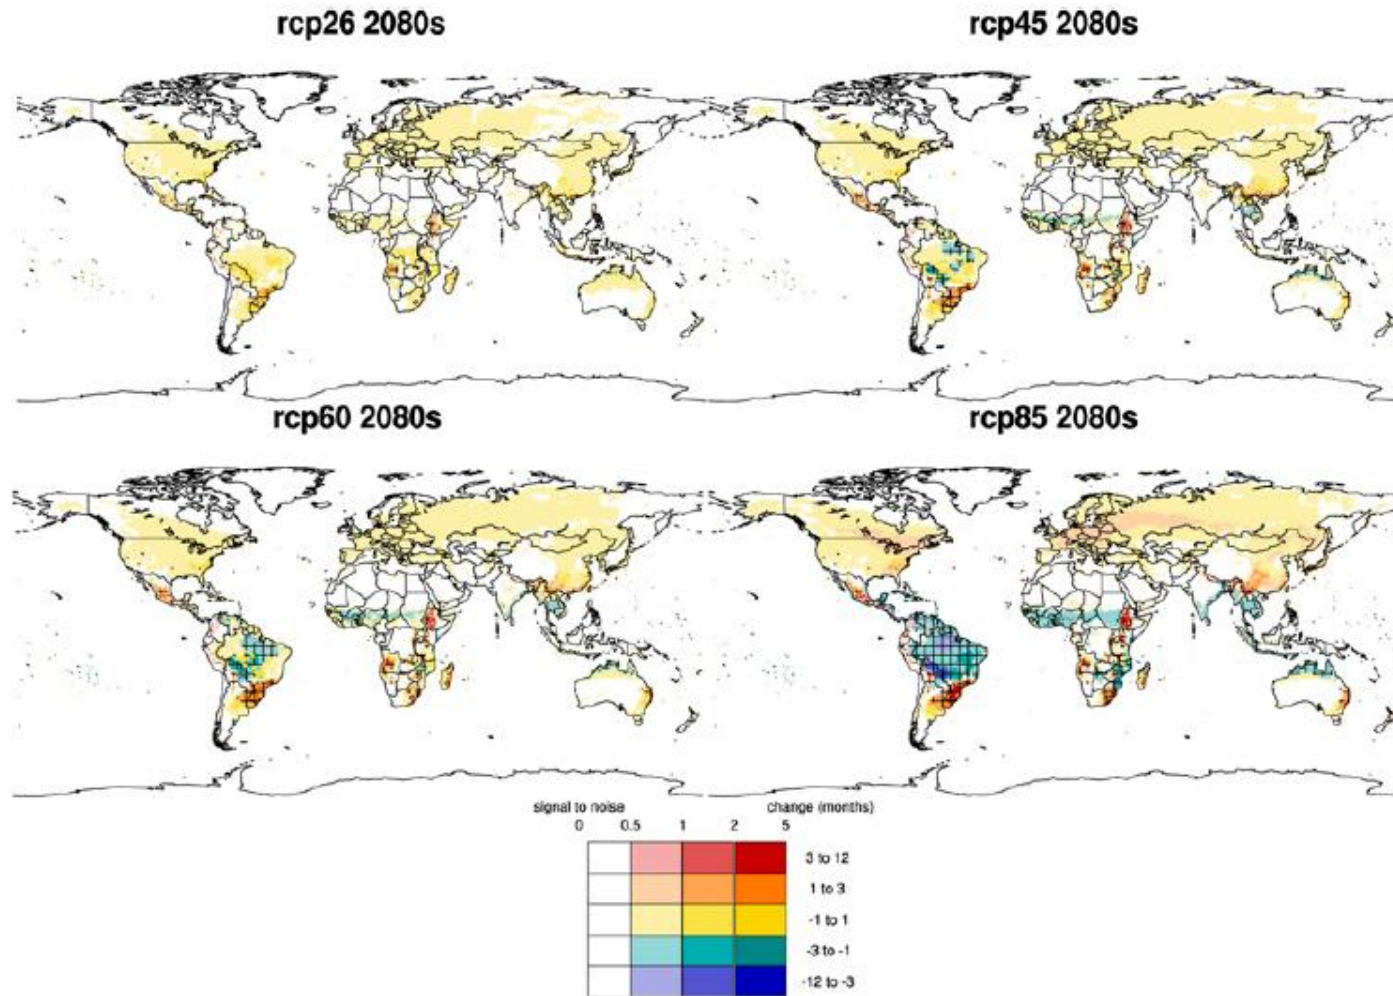 rcp26 2080s
rcp45 2080s
rcp60 2080s
rcp85 2080s
signal to noise change (months)
0 0.5 1 2 5
3 to 12
1 to 3
-1 to 1
-3 to -1
-12 to -3